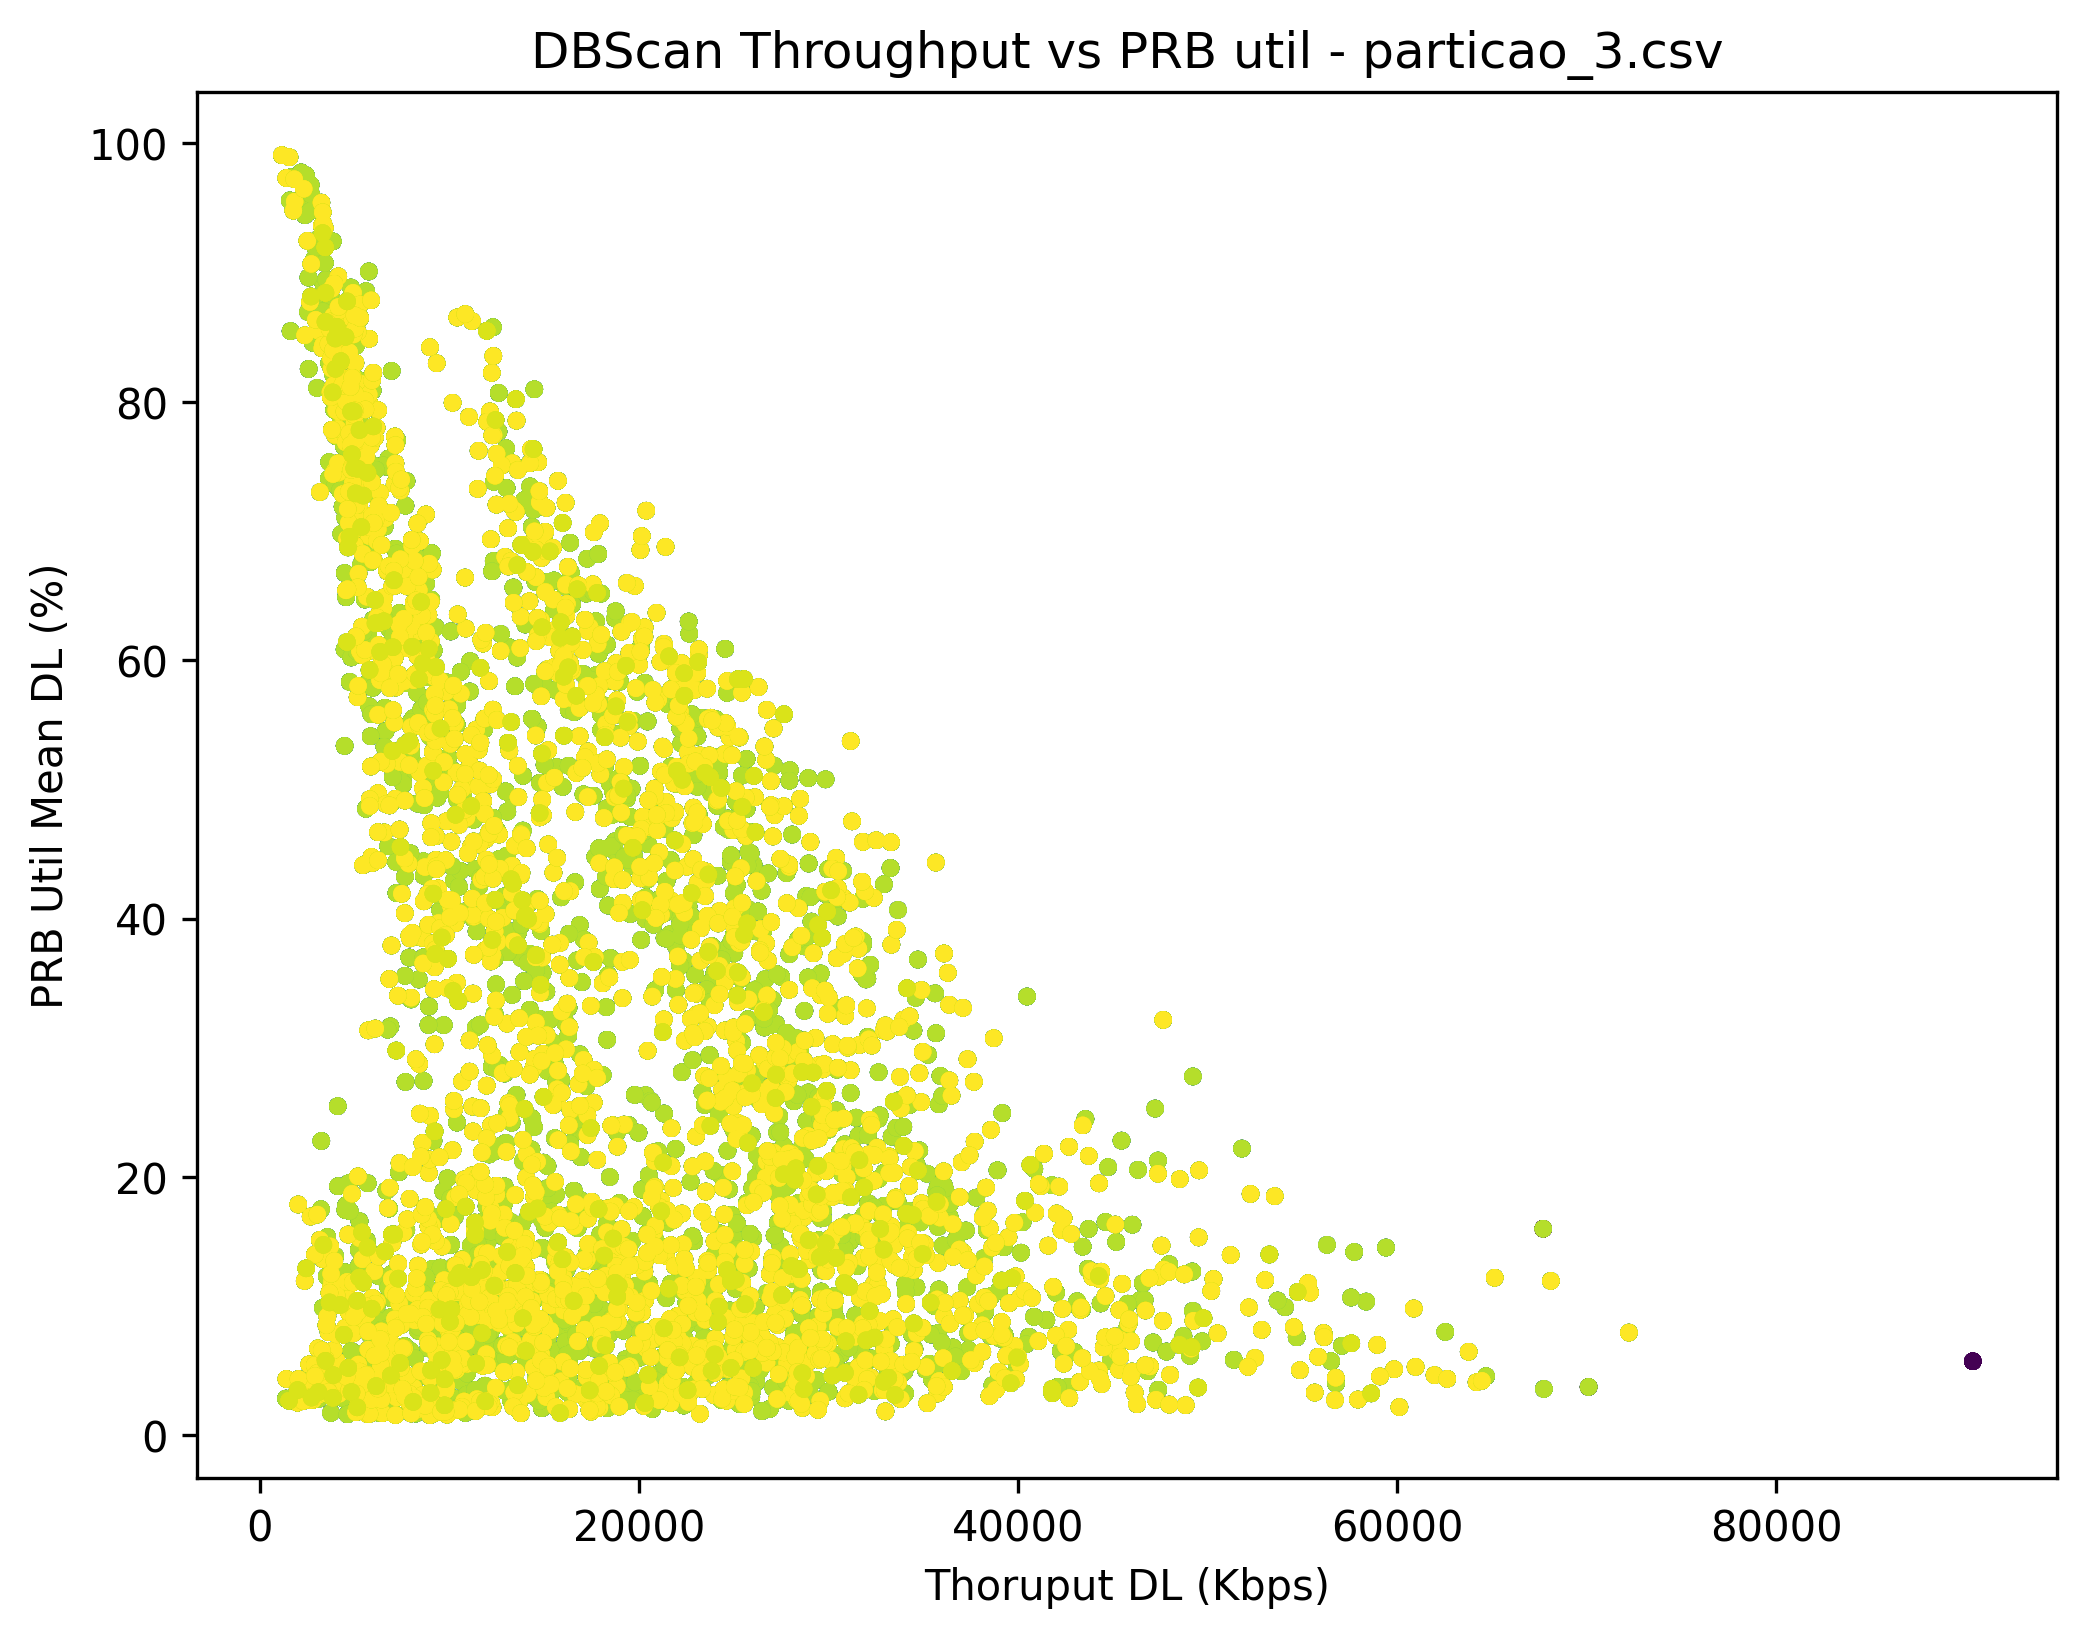 DBScan Throughput vs PRB util - particao_3.csv
PRB Util Mean DL (%)
100
80
60
40
20
0
0 20000 40000 60000 80000
Thoruput DL (Kbps)